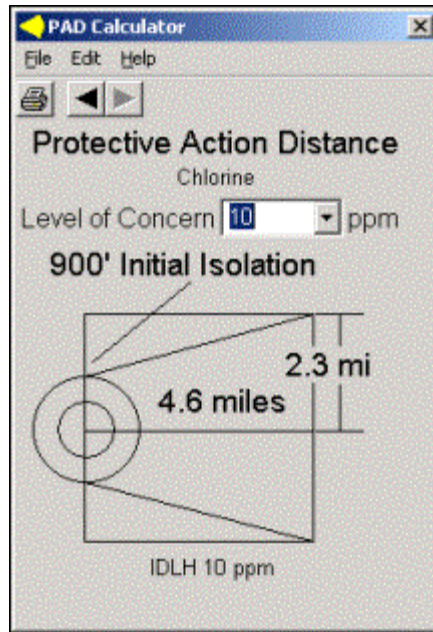 PAD Calculator
File Edit Help
Protective Action Distance
Chlorine
Level of Concern 10 ppm
900' Initial Isolation
2.3 mi
4.6 miles
IDLH 10 ppm